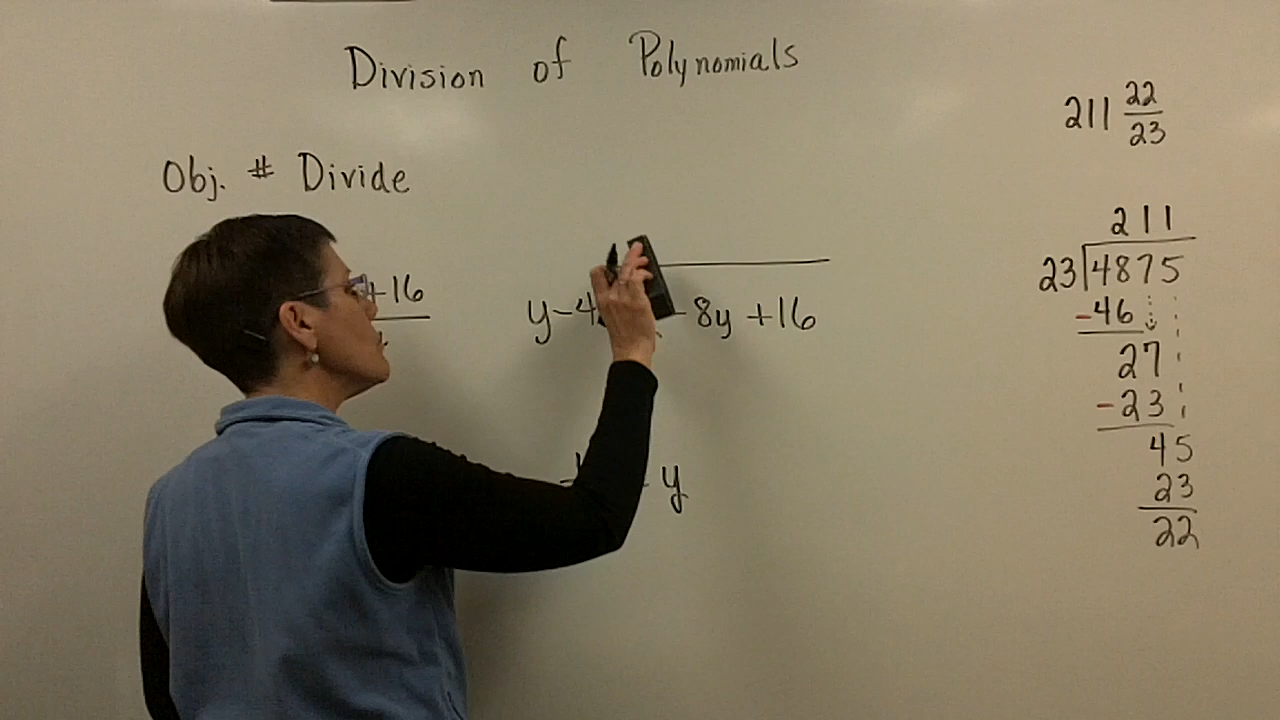 Division of Polynomials
Obj. # Divide
+16
y-4
-8y +16
y
211 22/23
211
23 4875
-46
27
-23
45
23
22